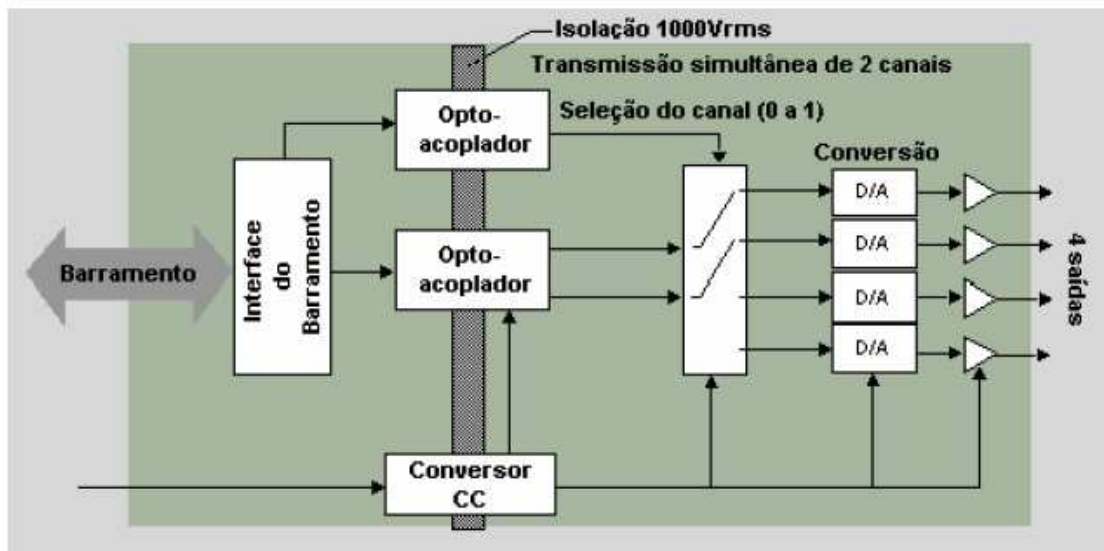 Isolação 1000Vrms
Transmissão simultânea de 2 canais
Opto-
acoplador
Seleção do canal (0 a 1)
Conversão
Barramento
Interface
do
Barramento
Opto-
acoplador
D/A
D/A
D/A
D/A
4 saídas
Conversor
CC